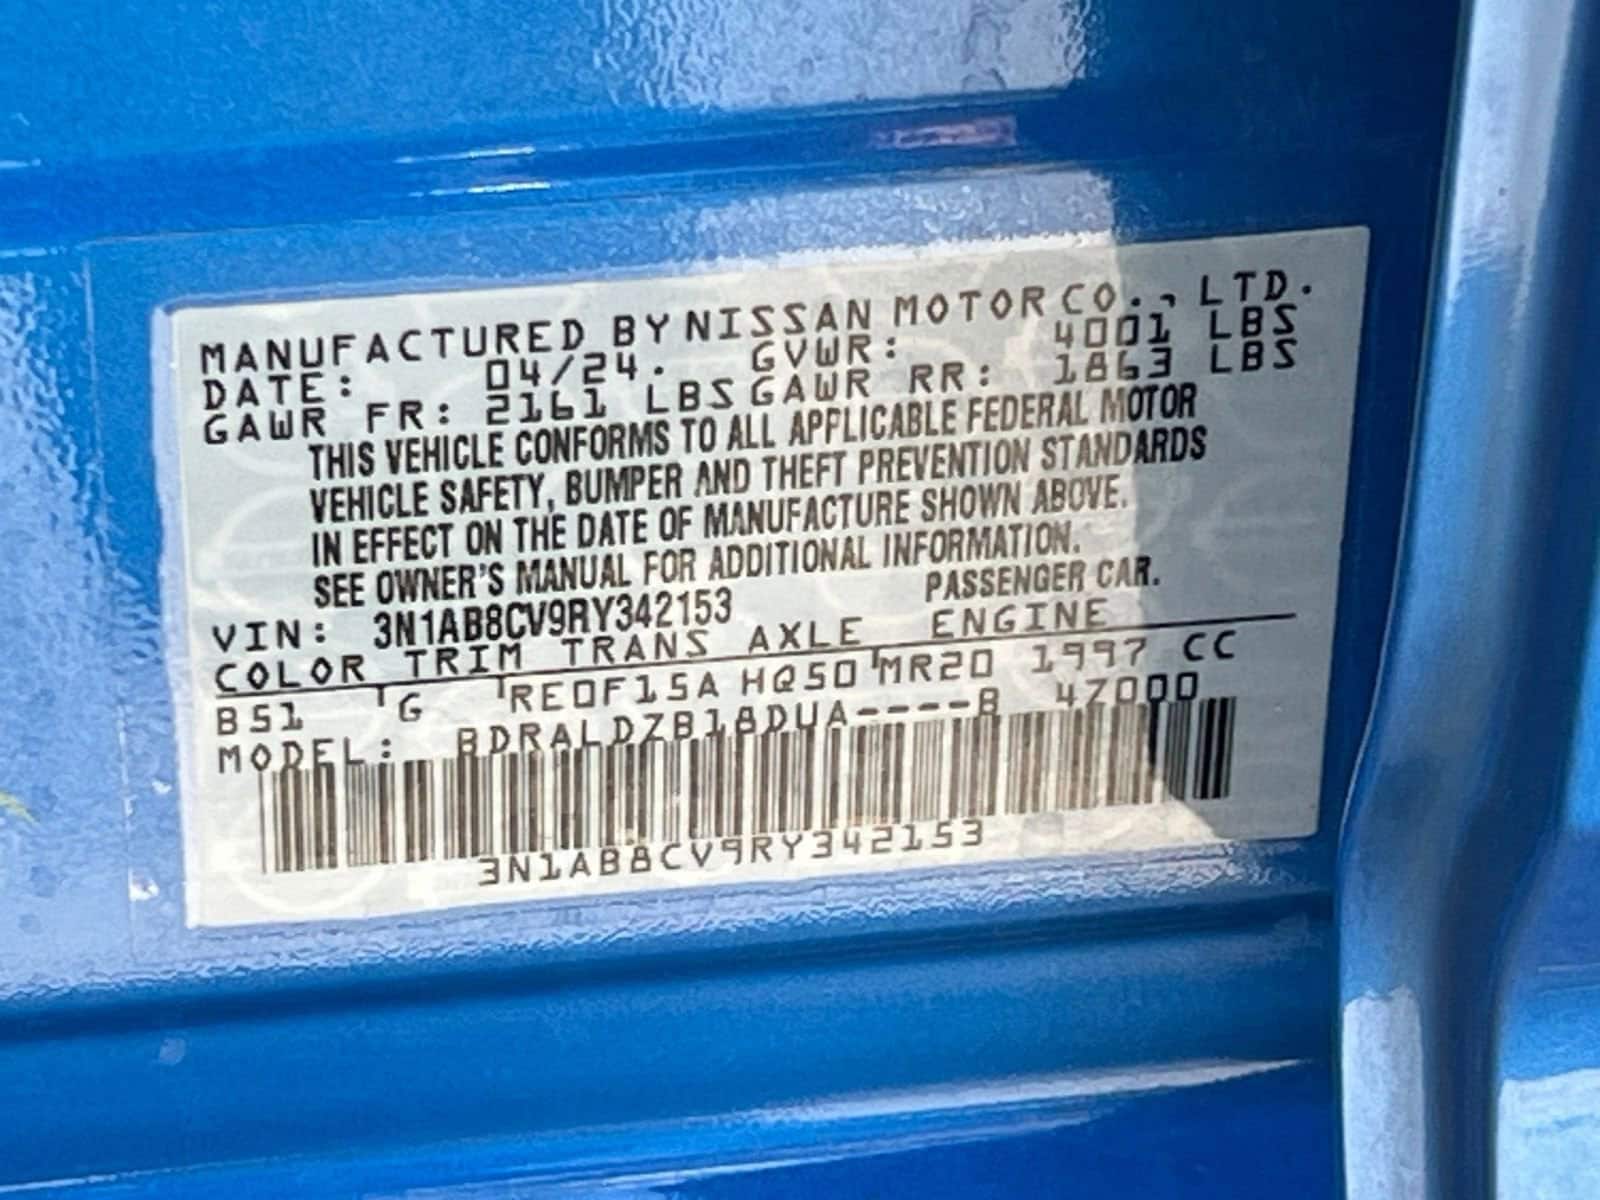 MANUFACTURED BY NISSAN MOTOR CO., LTD.
DATE: 04/24. GVWR: 4001 LBS
GAWR FR: 2161 LBS GAWR RR: 1863 LBS
THIS VEHICLE CONFORMS TO ALL APPLICABLE FEDERAL MOTOR
VEHICLE SAFETY, BUMPER AND THEFT PREVENTION STANDARDS
IN EFFECT ON THE DATE OF MANUFACTURE SHOWN ABOVE.
SEE OWNER'S MANUAL FOR ADDITIONAL INFORMATION.
VIN: 3N1AB8CV9RY342153 PASSENGER CAR.
COLOR TRIM TRANS AXLE ENGINE
B51 G RE0F15A HQ50 MR20 1997 CC
MODEL: BDRALDZB18DUA----B 4Z000
3N1AB8CV9RY342153